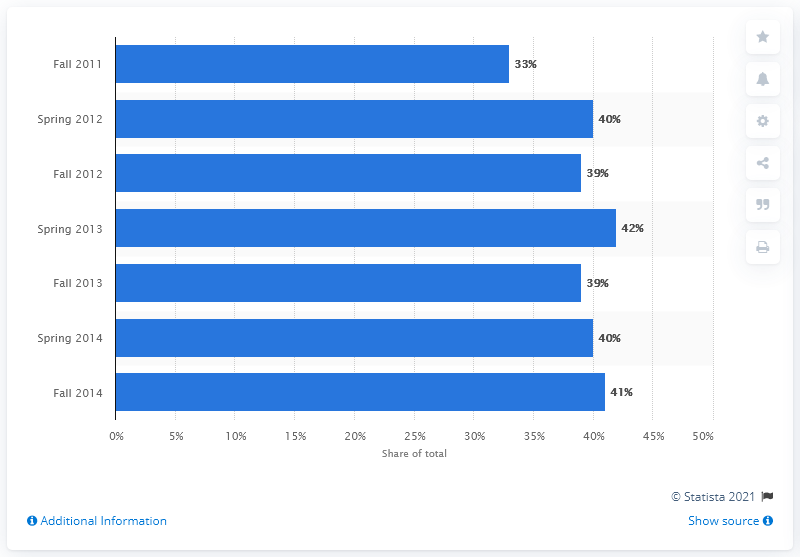 Fall 2011
33%
Spring 2012
40%
Fall 2012
39%
Spring 2013
42%
Fall 2013
39%
Spring 2014
40%
Fall 2014
41%
0% 5% 10% 15% 20% 25% 30% 35% 40% 45% 50%
Share of total
© Statista 2021
Additional Information
Show source